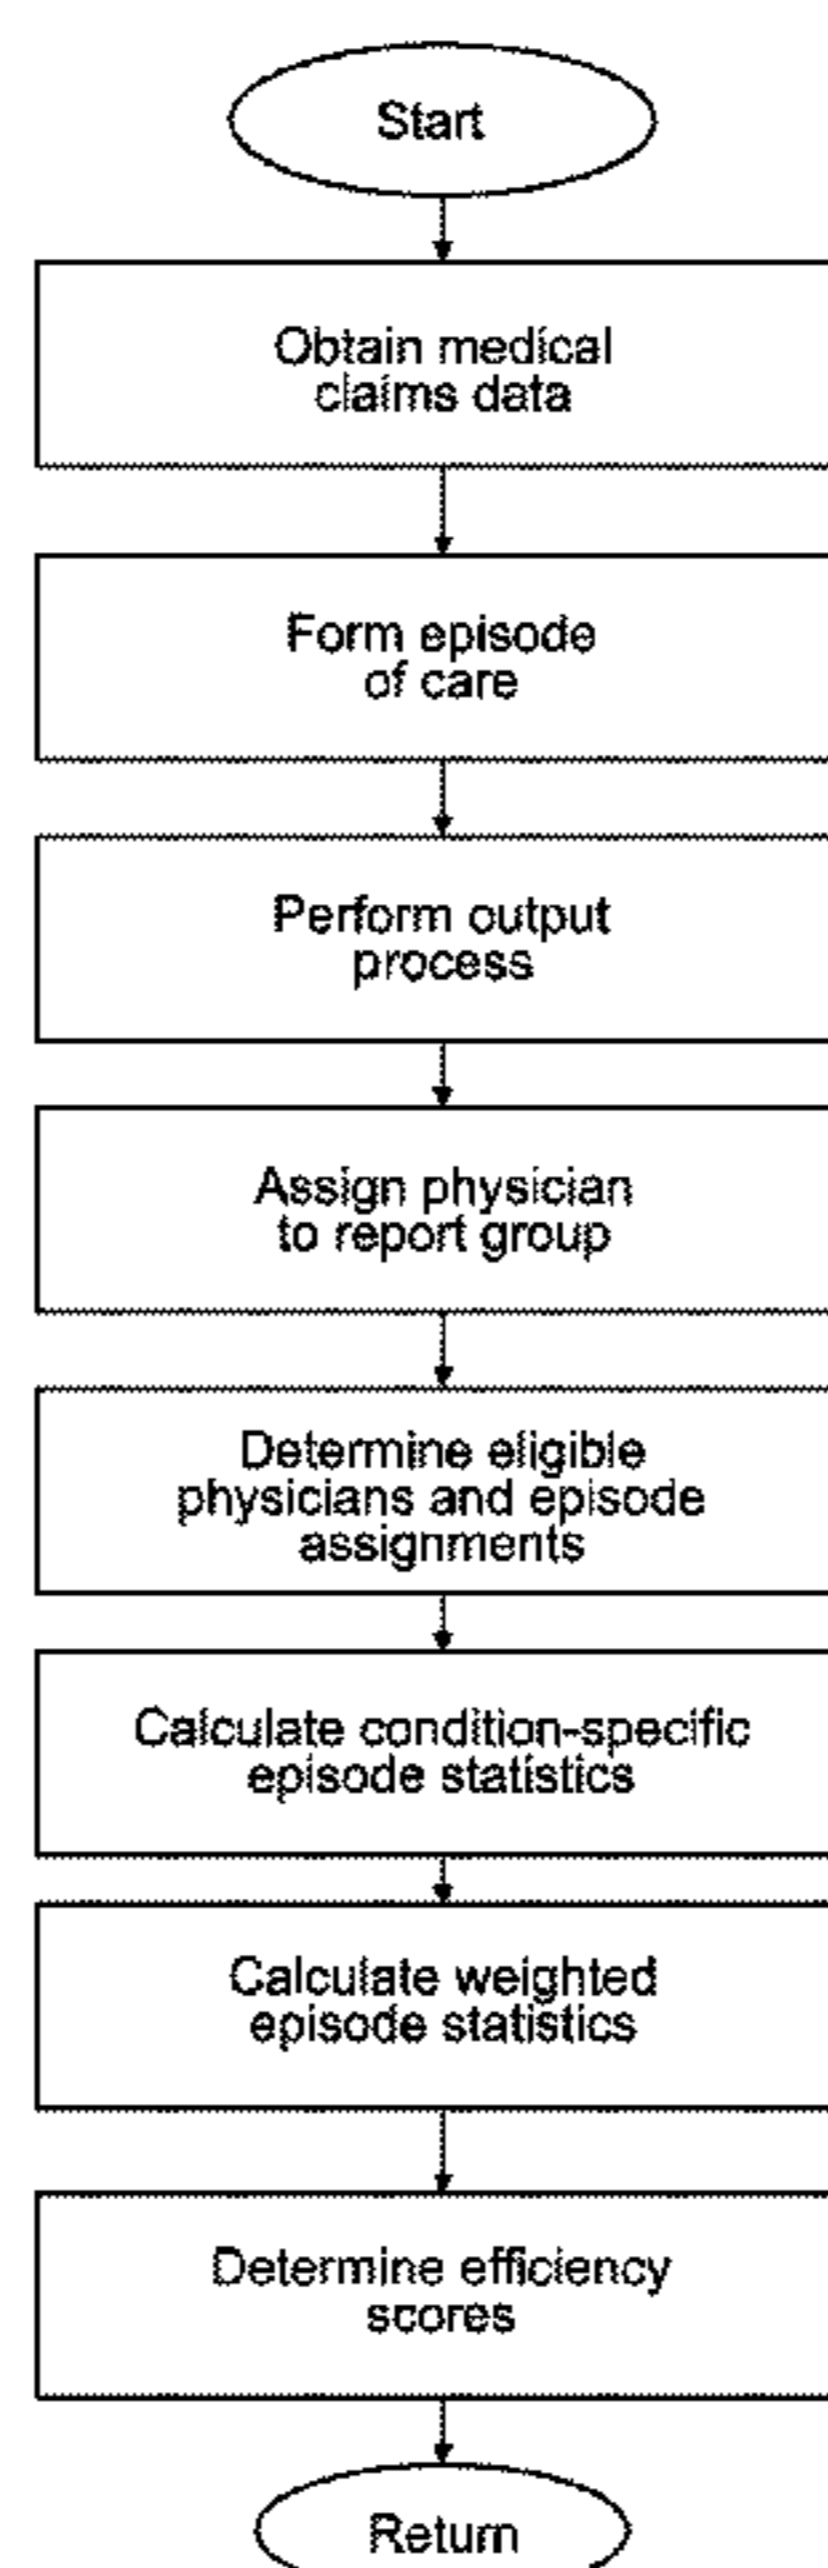 Start
Obtain medical
claims data
Form episode
of care
Perform output
process
Assign physician
to report group
Determine eligible
physicians and episode
assignments
Calculate condition-specific
episode statistics
Calculate weighted
episode statistics
Determine efficiency
scores
Return